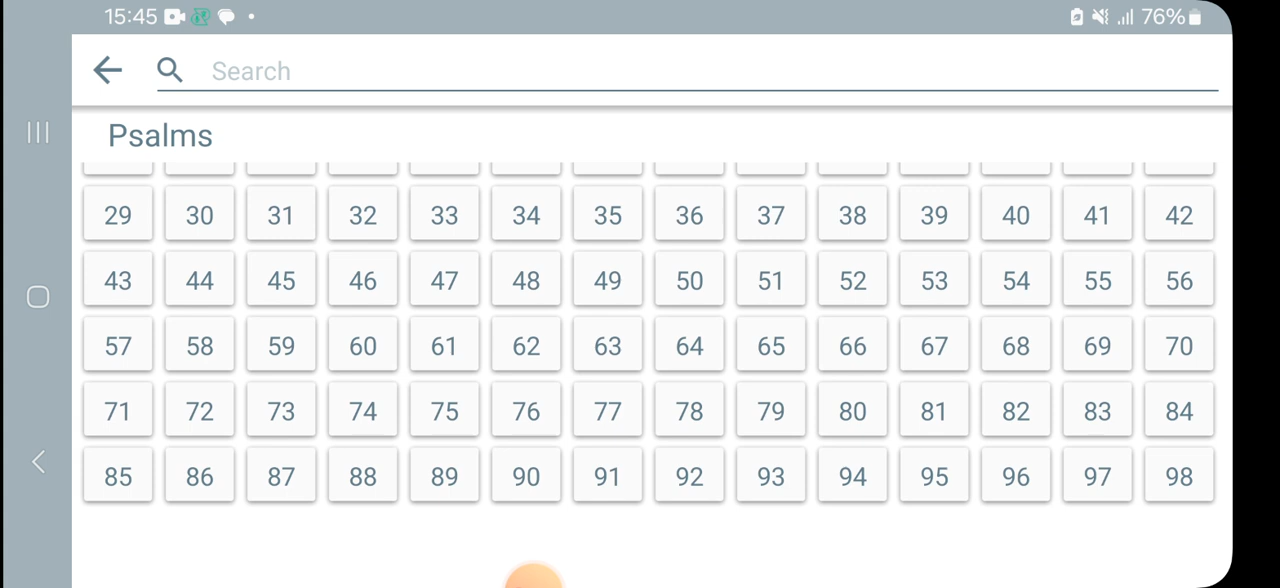 15:45 76%
Search
Psalms
29 30 31 32 33 34 35 36 37 38 39 40 41 42
43 44 45 46 47 48 49 50 51 52 53 54 55 56
57 58 59 60 61 62 63 64 65 66 67 68 69 70
71 72 73 74 75 76 77 78 79 80 81 82 83 84
85 86 87 88 89 90 91 92 93 94 95 96 97 98